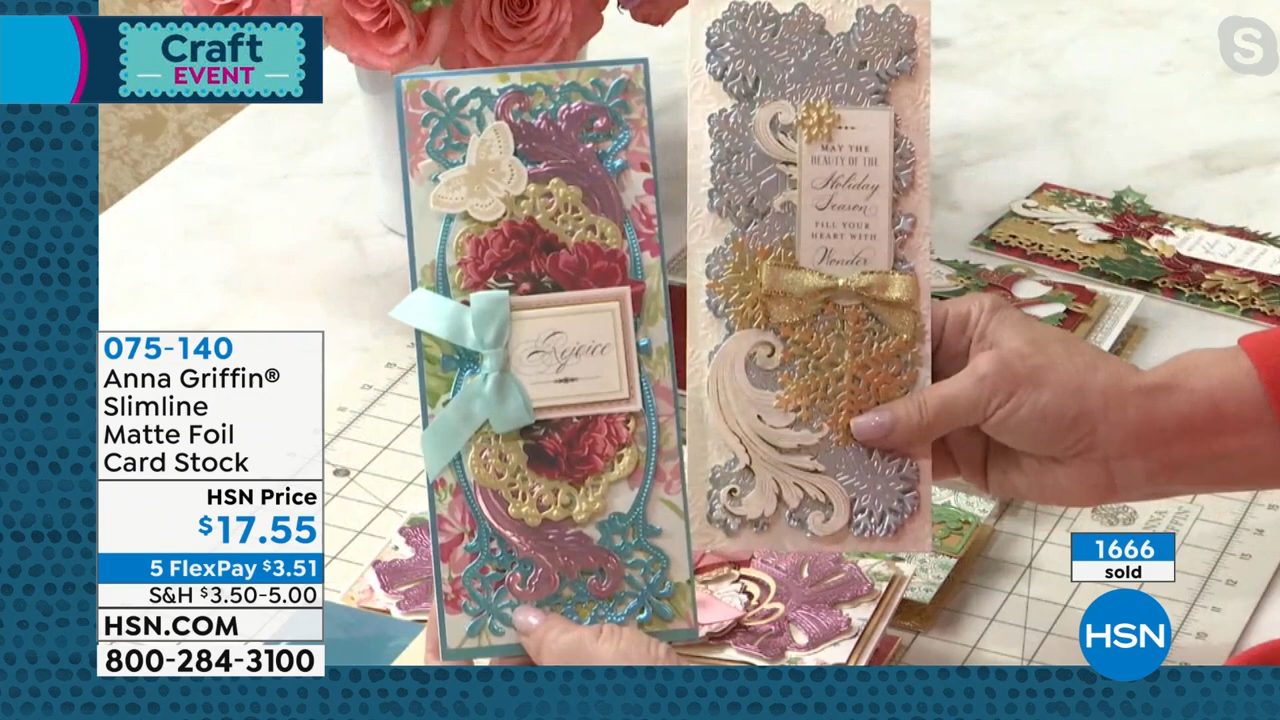 Craft
EVENT
S
MAY THE
BEAUTY OF THE
Holiday
Season
FILL YOUR
HEART WITH
Wonder
Rejoice
075-140
Anna Griffin®
Slimline
Matte Foil
Card Stock
HSN Price
$17.55
5 FlexPay $3.51
S&H $3.50-5.00
HSN.COM
800-284-3100
1666
sold
HSN
ANNA
GRIFFIN